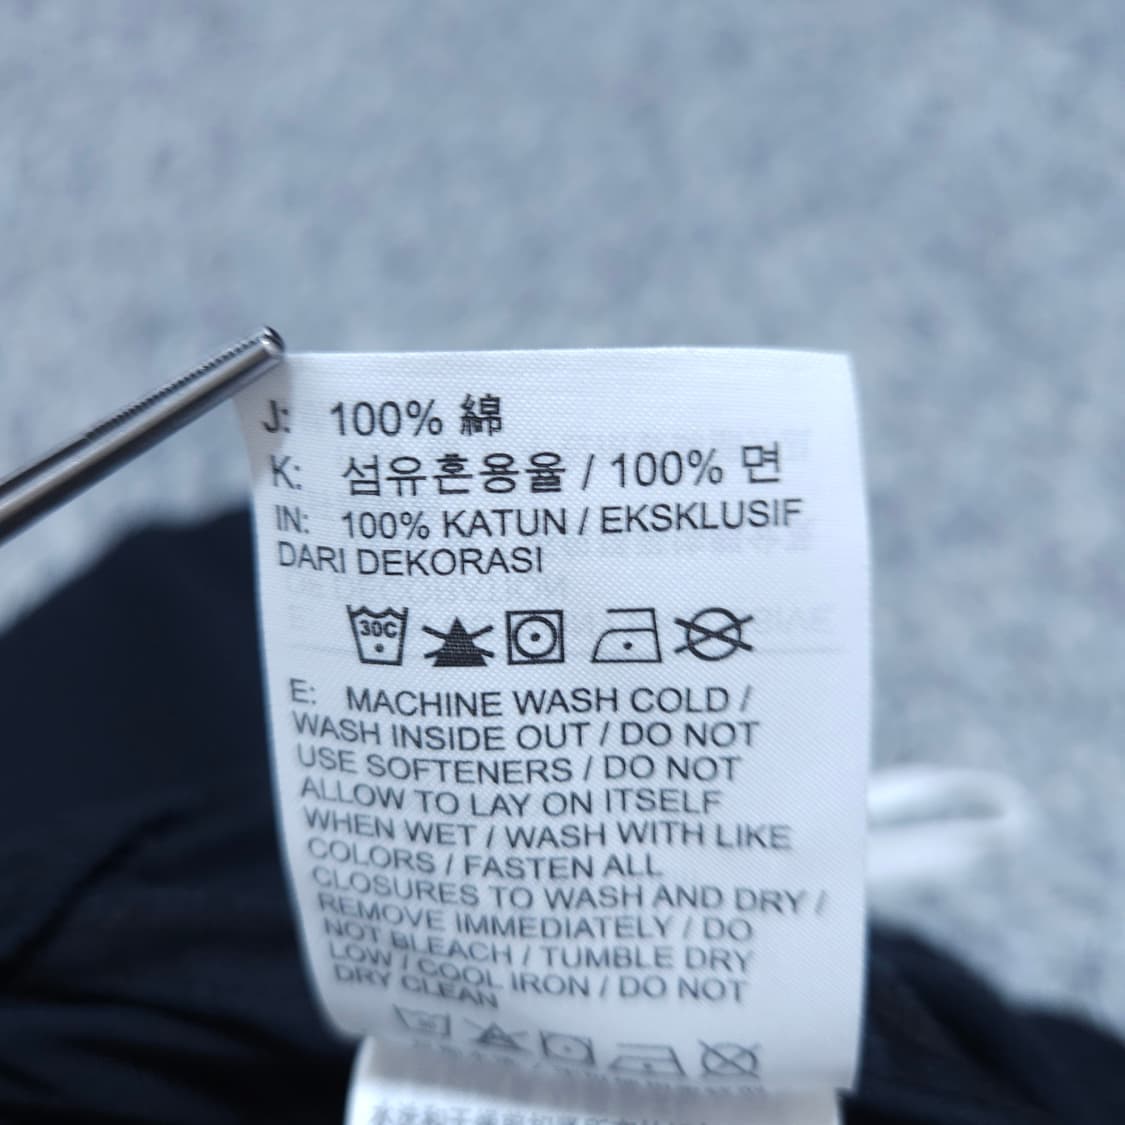 J: 100% 綿
K: 섬유혼용율 / 100% 면
IN: 100% KATUN / EKSKLUSIF
DARI DEKORASI
30C
E: MACHINE WASH COLD /
WASH INSIDE OUT / DO NOT
USE SOFTENERS / DO NOT
ALLOW TO LAY ON ITSELF
WHEN WET / WASH WITH LIKE
COLORS / FASTEN ALL
CLOSURES TO WASH AND DRY /
REMOVE IMMEDIATELY / DO
NOT BLEACH / TUMBLE DRY
LOW / COOL IRON / DO NOT
DRY CLEAN